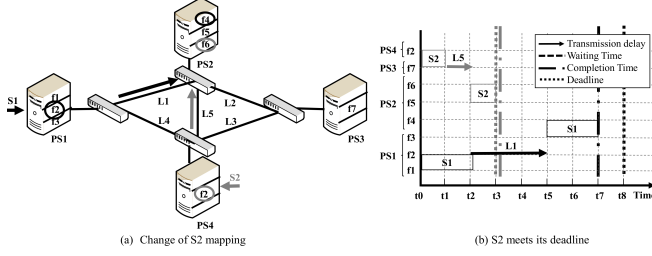 f4
f5
f6
PS2
S1
f1
f2
f3
PS1
L1
L2
L5
L4
L3
f7
PS3
f2
S2
PS4
(a) Change of S2 mapping
PS4
f2
S2
PS3
f7
L5
f6
S2
PS2
f5
f4
S1
f3
PS1
f2
S1
L1
f1
t0 t1 t2 t3 t4 t5 t6 t7 t8 Time
Transmission delay
Waiting Time
Completion Time
Deadline
(b) S2 meets its deadline